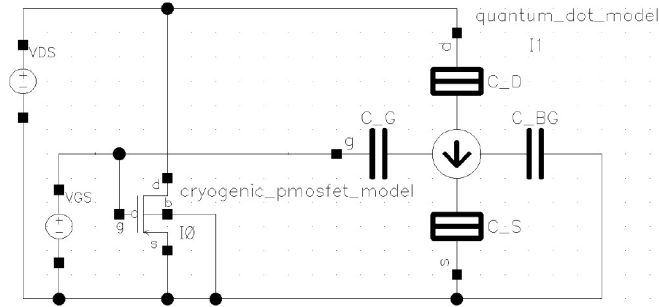 quantum_dot_model
I1
VDS
d
C_D
C_G
C_BG
g
cryogenic_pmosfet_model
d
VGS
b
g
I0
s
C_S
s